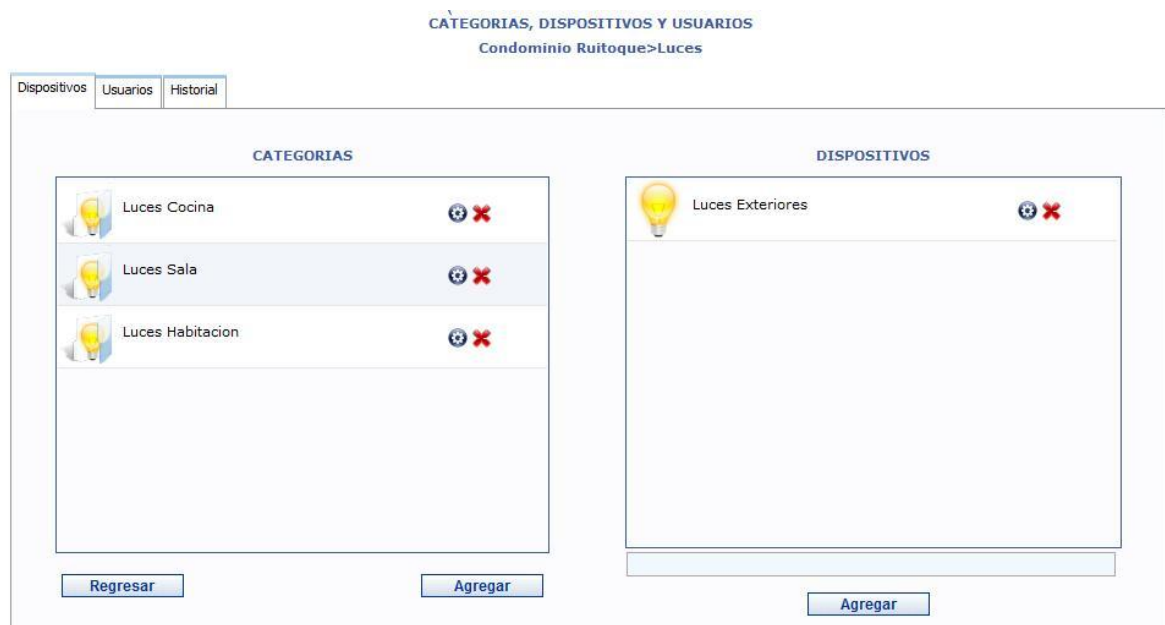 CATEGORIAS, DISPOSITIVOS Y USUARIOS
Condominio Ruitoque>Luces
Dispositivos Usuarios Historial
CATEGORIAS
Luces Cocina
Luces Sala
Luces Habitacion
Regresar Agregar
DISPOSITIVOS
Luces Exteriores
Agregar